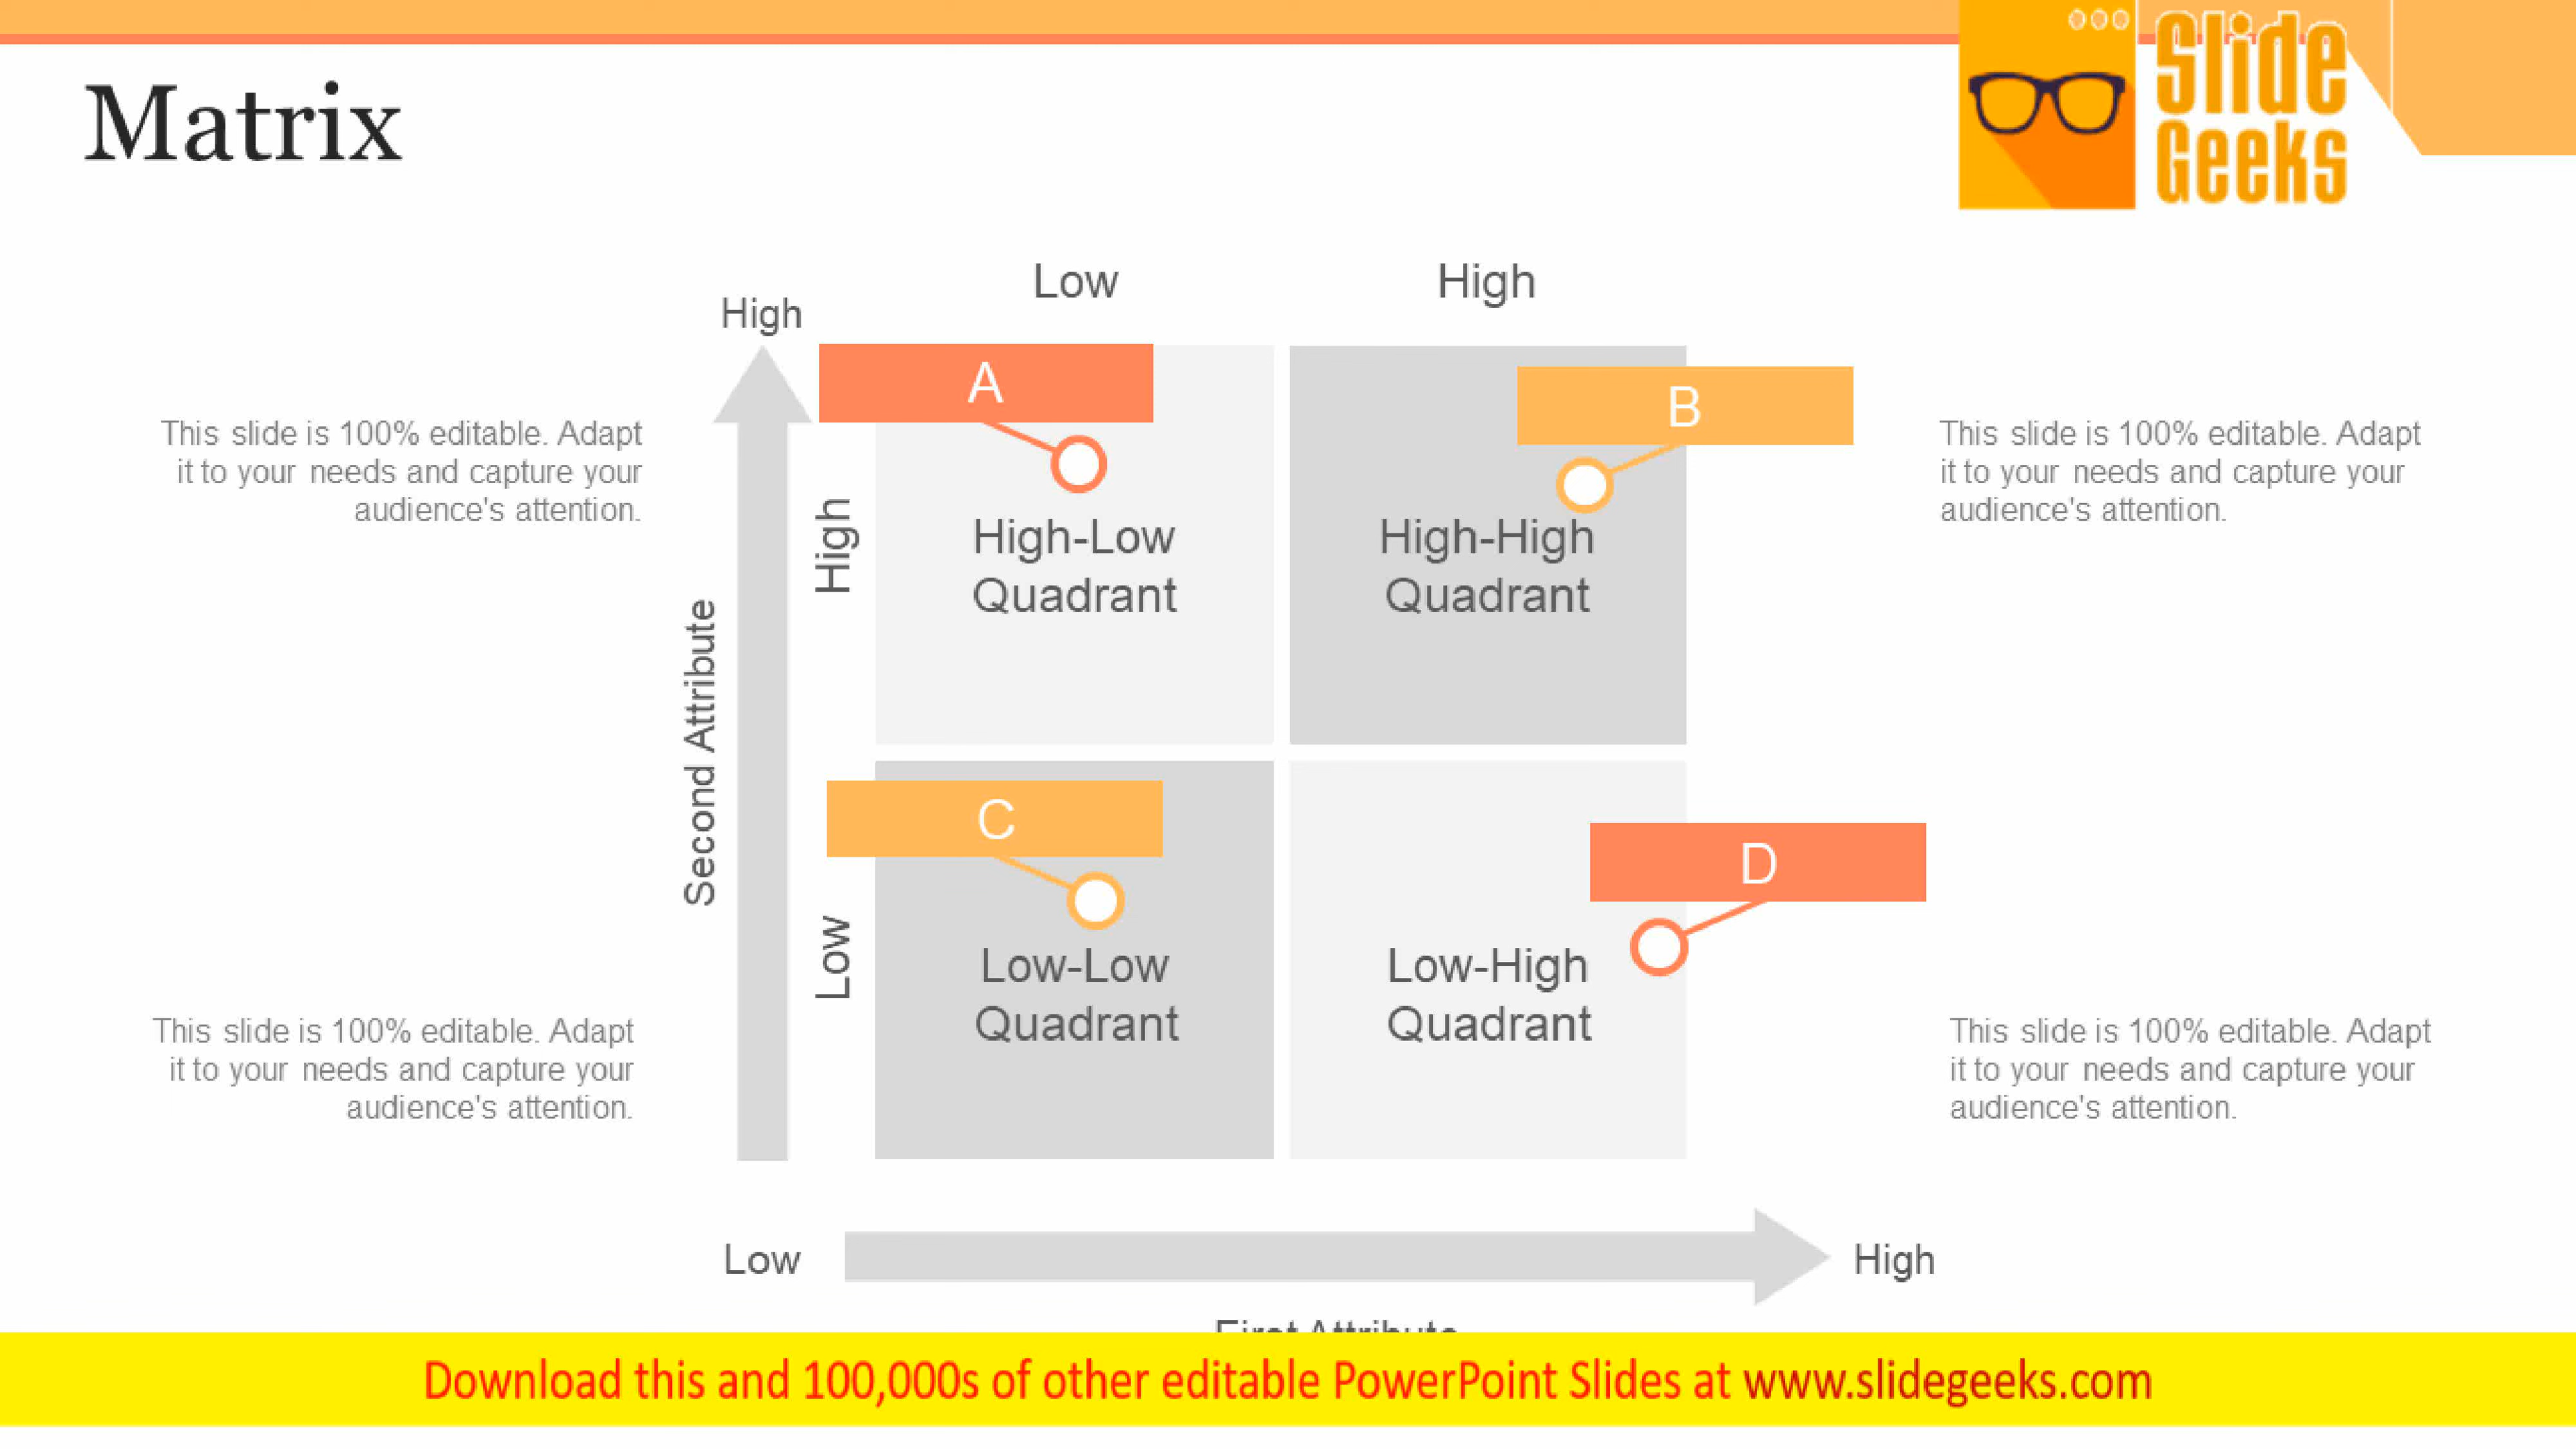 Slide
Geeks
Matrix
Low
High
High
A
B
This slide is 100% editable. Adapt
it to your needs and capture your
audience's attention.
This slide is 100% editable. Adapt
it to your needs and capture your
audience's attention.
High
High-Low
Quadrant
High-High
Quadrant
Second Attribute
C
D
Low
Low-Low
Quadrant
Low-High
Quadrant
This slide is 100% editable. Adapt
it to your needs and capture your
audience's attention.
This slide is 100% editable. Adapt
it to your needs and capture your
audience's attention.
Low
High
First Attribute
Download this and 100,000s of other editable PowerPoint Slides at www.slidegeeks.com